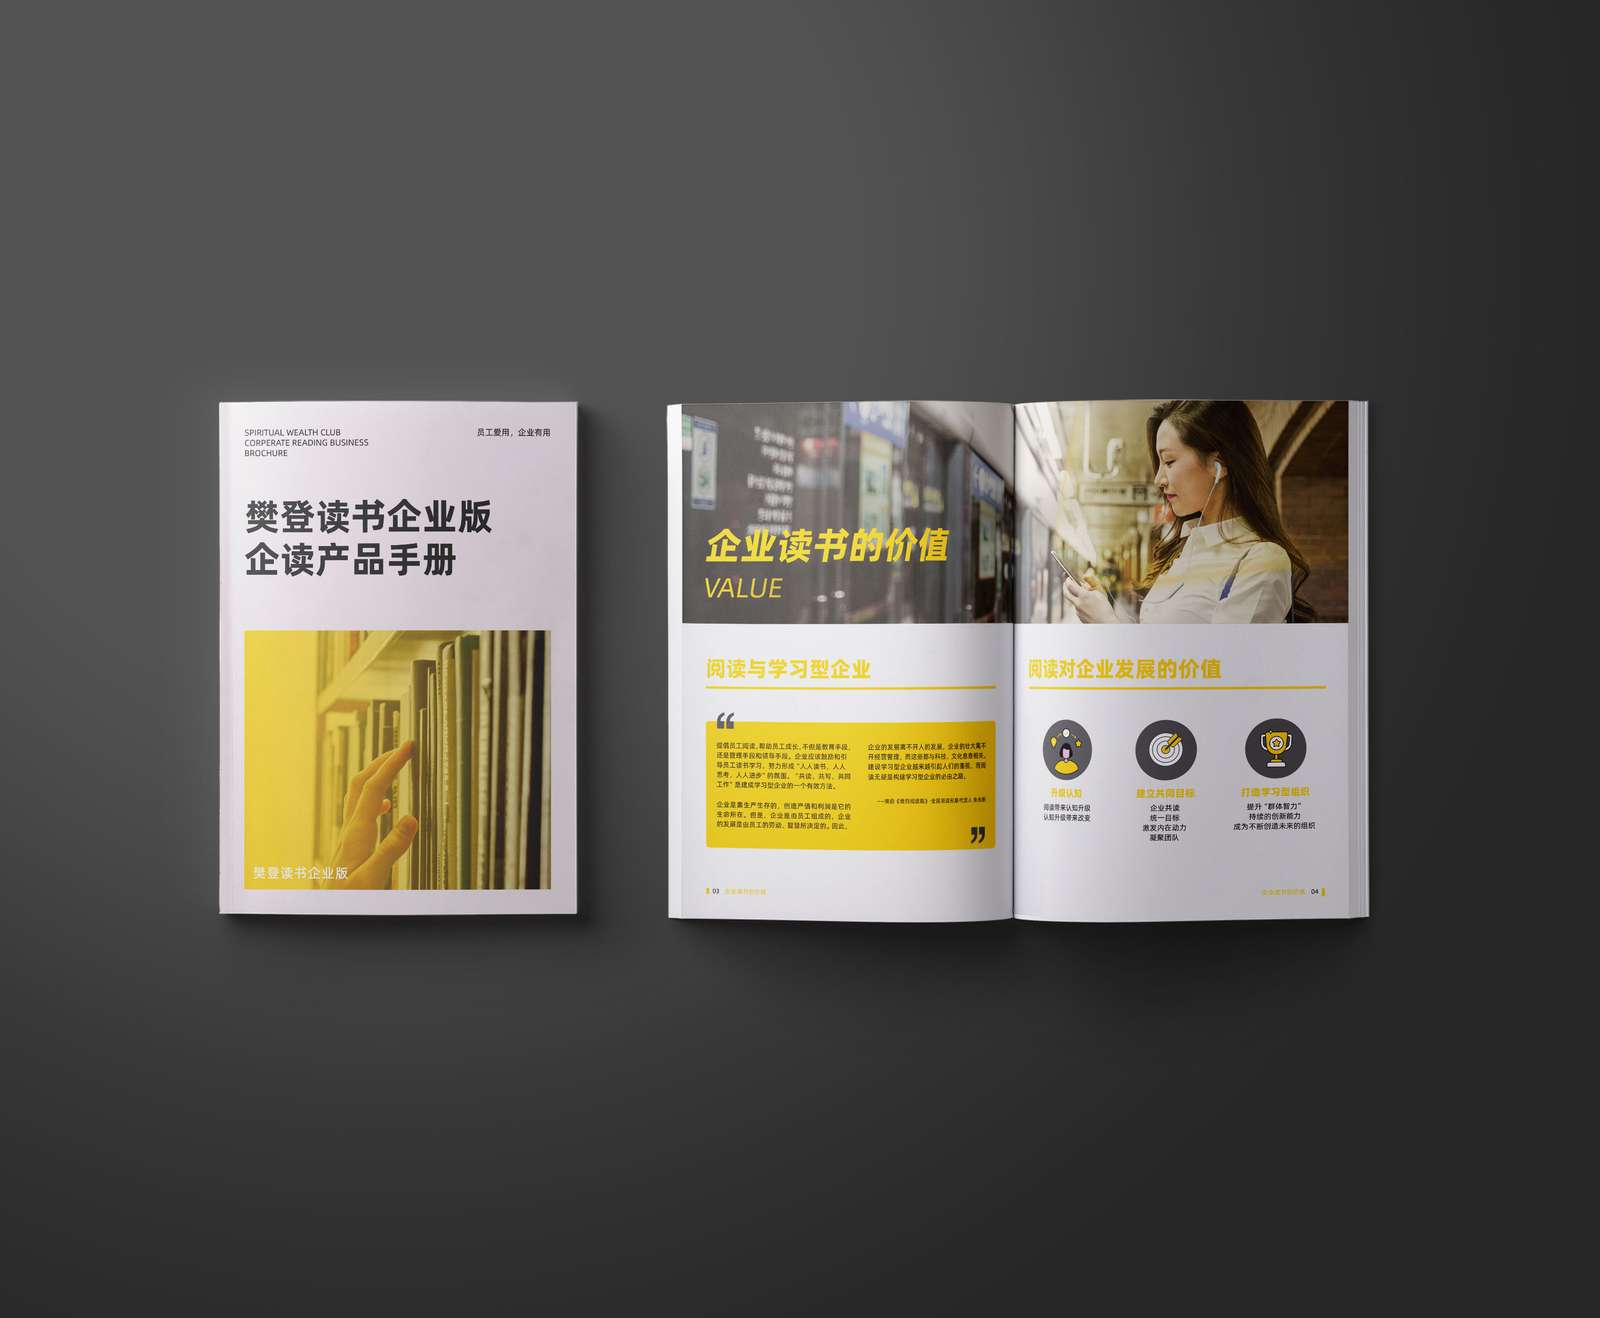 SPIRITUAL WEALTH CLUB
CORPERATE READING BUSINESS
BROCHURE
员工爱用，企业有用
樊登读书企业版
企读产品手册
樊登读书企业版
企业读书的价值
VALUE
阅读与学习型企业
提倡员工阅读，帮助员工成长，不但是教育手段，
还是管理手段和领导手段。企业应该鼓励和引
导员工读书学习，努力形成“人人读书、人人
思考、人人进步”的氛围。“共读、共写、共同
工作”是建成学习型企业的一个有效方法。
企业是靠生产生存的，创造产值和利润是它的
生命所在。但是，企业是由员工组成的，企业
的发展是由员工的劳动、智慧所决定的。因此，
企业的发展离不开人的发展，企业的壮大离不
开经营管理，而这些都与科技、文化息息相关。
建设学习型企业越来越引起人们的重视，而阅
读无疑是构建学习型企业的必由之路。
03 企业读书的价值
阅读对企业发展的价值
升级认知
阅读带来认知升级
认知升级带来改变
建立共同目标
企业共读
统一目标
激发内在动力
凝聚团队
打造学习型组织
提升“群体智力”
持续的创新能力
成为不断创造未来的组织
企业读书的价值 04